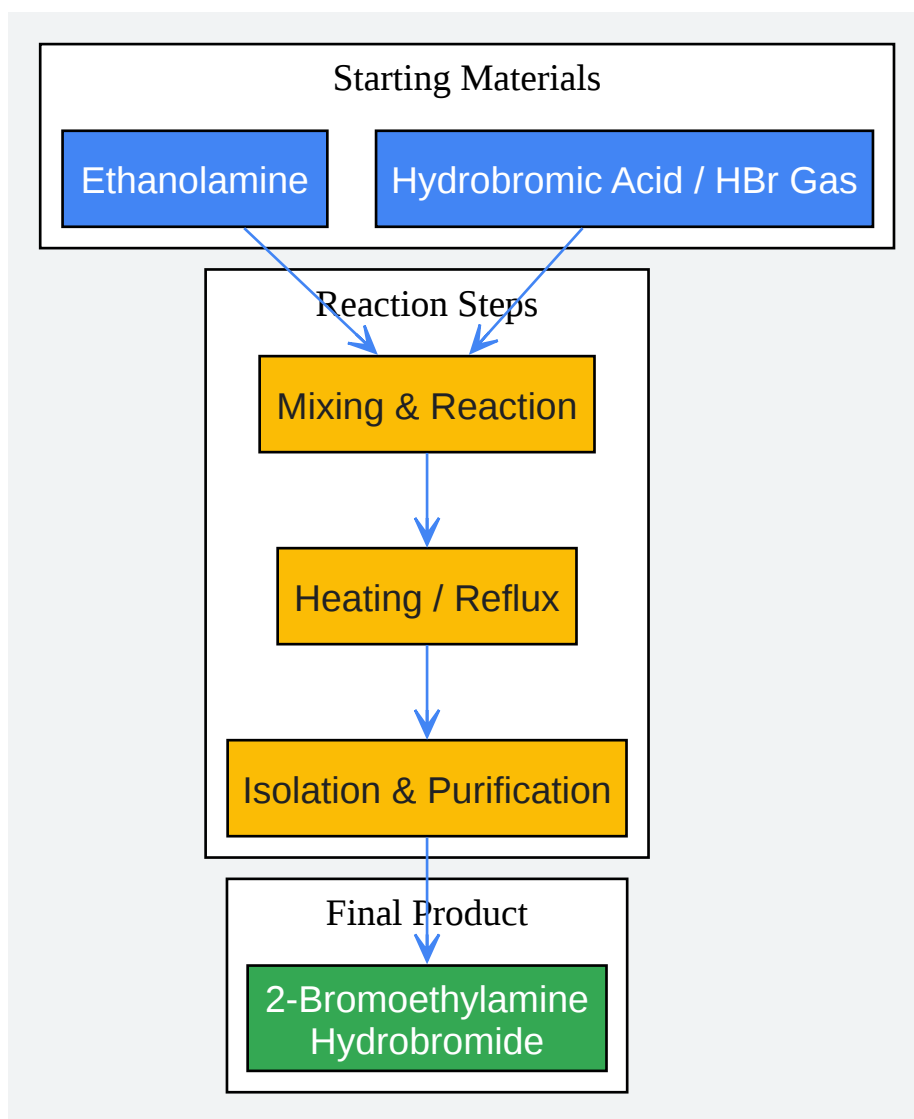 Starting Materials
Ethanolamine
Hydrobromic Acid / HBr Gas
Reaction Steps
Mixing & Reaction
Heating / Reflux
Isolation & Purification
Final Product
2-Bromoethylamine
Hydrobromide